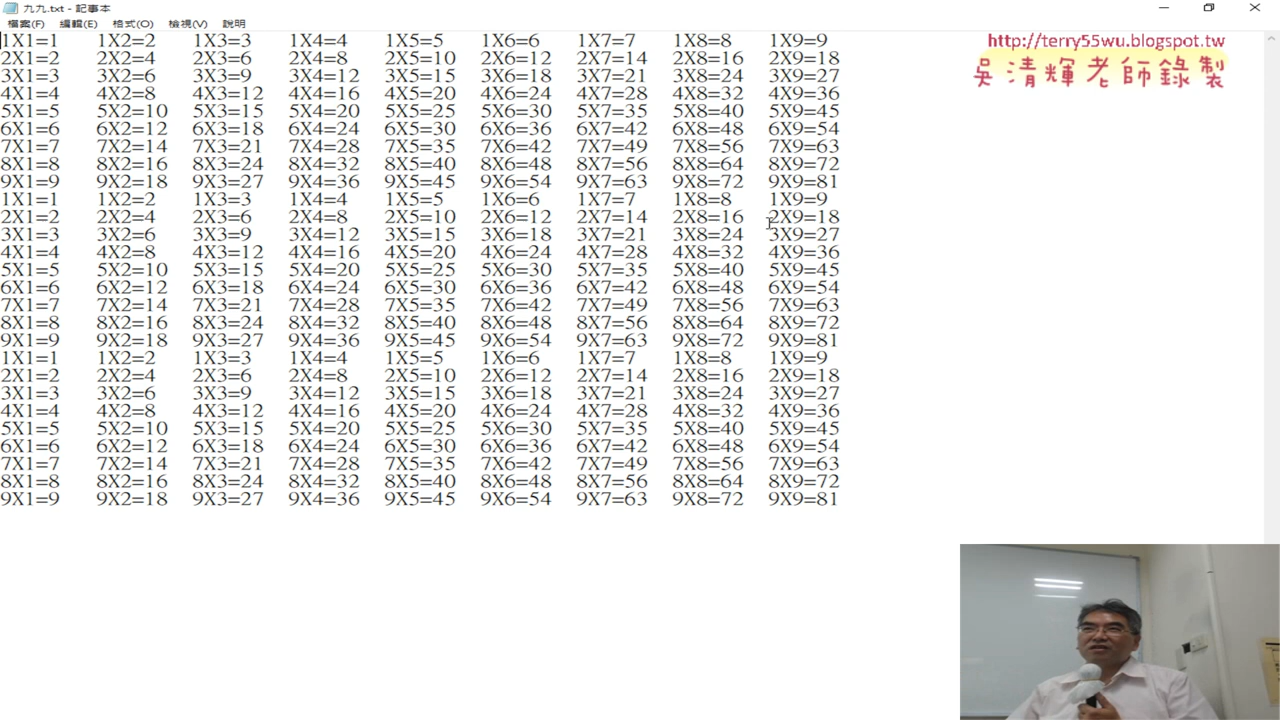 九九.txt - 記事本
檔案(F) 編輯(E) 格式(O) 檢視(V) 說明
http://terry55wu.blogspot.tw
吳清輝老師錄製
1X1=1 1X2=2 1X3=3 1X4=4 1X5=5 1X6=6 1X7=7 1X8=8 1X9=9
2X1=2 2X2=4 2X3=6 2X4=8 2X5=10 2X6=12 2X7=14 2X8=16 2X9=18
3X1=3 3X2=6 3X3=9 3X4=12 3X5=15 3X6=18 3X7=21 3X8=24 3X9=27
4X1=4 4X2=8 4X3=12 4X4=16 4X5=20 4X6=24 4X7=28 4X8=32 4X9=36
5X1=5 5X2=10 5X3=15 5X4=20 5X5=25 5X6=30 5X7=35 5X8=40 5X9=45
6X1=6 6X2=12 6X3=18 6X4=24 6X5=30 6X6=36 6X7=42 6X8=48 6X9=54
7X1=7 7X2=14 7X3=21 7X4=28 7X5=35 7X6=42 7X7=49 7X8=56 7X9=63
8X1=8 8X2=16 8X3=24 8X4=32 8X5=40 8X6=48 8X7=56 8X8=64 8X9=72
9X1=9 9X2=18 9X3=27 9X4=36 9X5=45 9X6=54 9X7=63 9X8=72 9X9=81
1X1=1 1X2=2 1X3=3 1X4=4 1X5=5 1X6=6 1X7=7 1X8=8 1X9=9
2X1=2 2X2=4 2X3=6 2X4=8 2X5=10 2X6=12 2X7=14 2X8=16 2X9=18
3X1=3 3X2=6 3X3=9 3X4=12 3X5=15 3X6=18 3X7=21 3X8=24 3X9=27
4X1=4 4X2=8 4X3=12 4X4=16 4X5=20 4X6=24 4X7=28 4X8=32 4X9=36
5X1=5 5X2=10 5X3=15 5X4=20 5X5=25 5X6=30 5X7=35 5X8=40 5X9=45
6X1=6 6X2=12 6X3=18 6X4=24 6X5=30 6X6=36 6X7=42 6X8=48 6X9=54
7X1=7 7X2=14 7X3=21 7X4=28 7X5=35 7X6=42 7X7=49 7X8=56 7X9=63
8X1=8 8X2=16 8X3=24 8X4=32 8X5=40 8X6=48 8X7=56 8X8=64 8X9=72
9X1=9 9X2=18 9X3=27 9X4=36 9X5=45 9X6=54 9X7=63 9X8=72 9X9=81
1X1=1 1X2=2 1X3=3 1X4=4 1X5=5 1X6=6 1X7=7 1X8=8 1X9=9
2X1=2 2X2=4 2X3=6 2X4=8 2X5=10 2X6=12 2X7=14 2X8=16 2X9=18
3X1=3 3X2=6 3X3=9 3X4=12 3X5=15 3X6=18 3X7=21 3X8=24 3X9=27
4X1=4 4X2=8 4X3=12 4X4=16 4X5=20 4X6=24 4X7=28 4X8=32 4X9=36
5X1=5 5X2=10 5X3=15 5X4=20 5X5=25 5X6=30 5X7=35 5X8=40 5X9=45
6X1=6 6X2=12 6X3=18 6X4=24 6X5=30 6X6=36 6X7=42 6X8=48 6X9=54
7X1=7 7X2=14 7X3=21 7X4=28 7X5=35 7X6=42 7X7=49 7X8=56 7X9=63
8X1=8 8X2=16 8X3=24 8X4=32 8X5=40 8X6=48 8X7=56 8X8=64 8X9=72
9X1=9 9X2=18 9X3=27 9X4=36 9X5=45 9X6=54 9X7=63 9X8=72 9X9=81